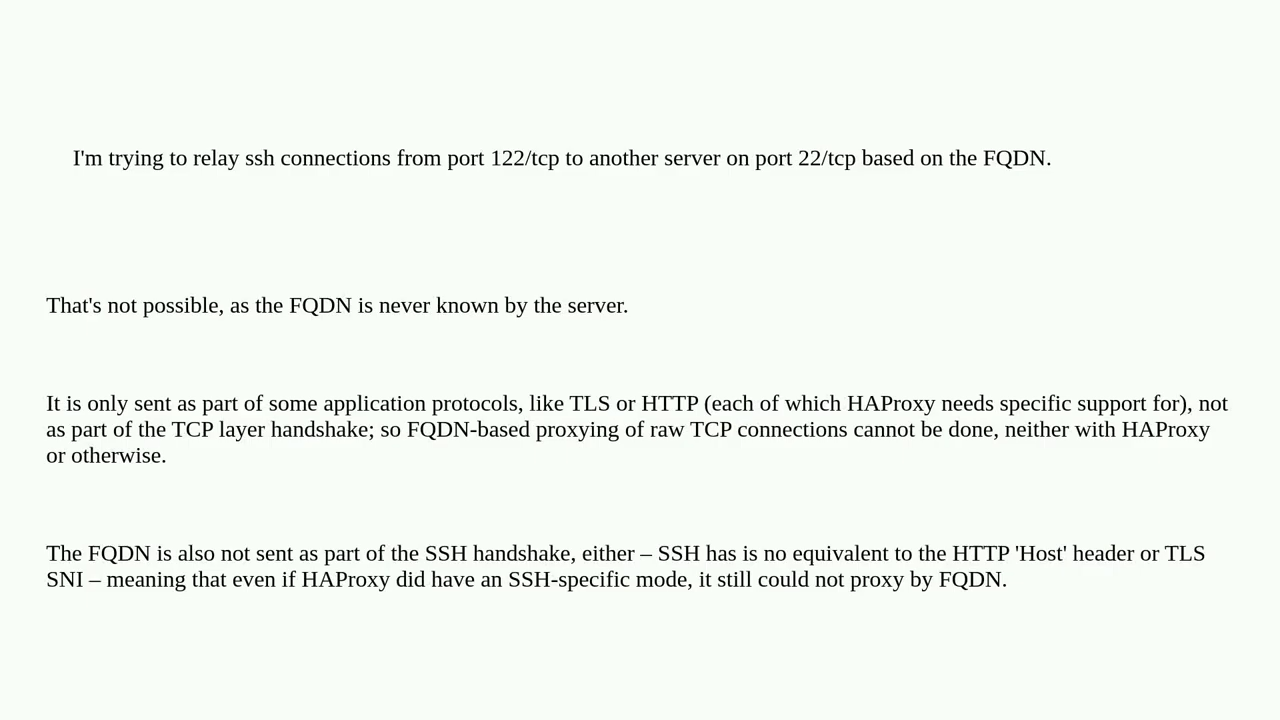 I'm trying to relay ssh connections from port 122/tcp to another server on port 22/tcp based on the FQDN.
That's not possible, as the FQDN is never known by the server.
It is only sent as part of some application protocols, like TLS or HTTP (each of which HAProxy needs specific support for), not
as part of the TCP layer handshake; so FQDN-based proxying of raw TCP connections cannot be done, neither with HAProxy
or otherwise.
The FQDN is also not sent as part of the SSH handshake, either – SSH has is no equivalent to the HTTP 'Host' header or TLS
SNI – meaning that even if HAProxy did have an SSH-specific mode, it still could not proxy by FQDN.